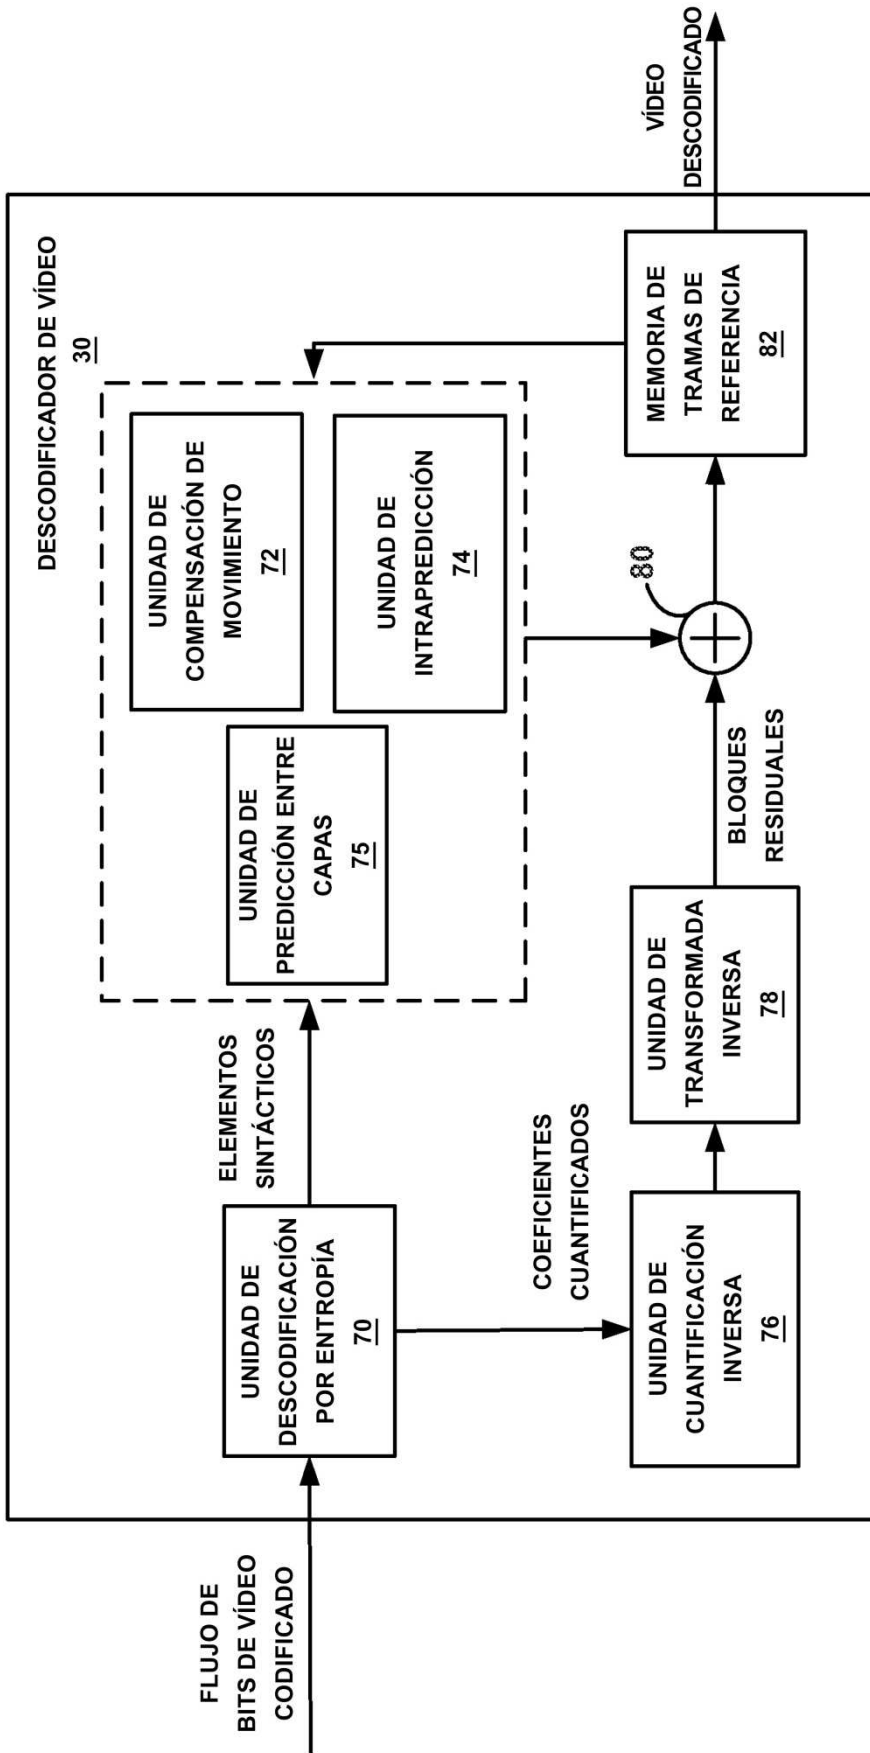 DESCODIFICADOR DE VÍDEO
30
FLUJO DE
BITS DE VÍDEO
CODIFICADO
UNIDAD DE
DESCODIFICACIÓN
POR ENTROPÍA
70
ELEMENTOS
SINTÁCTICOS
UNIDAD DE
PREDICCIÓN ENTRE
CAPAS
75
UNIDAD DE
COMPENSACIÓN DE
MOVIMIENTO
72
UNIDAD DE
INTRAPREDICCIÓN
74
COEFICIENTES
CUANTIFICADOS
UNIDAD DE
CUANTIFICACIÓN
INVERSA
76
UNIDAD DE
TRANSFORMADA
INVERSA
78
BLOQUES
RESIDUALES
80
MEMORIA DE
TRAMAS DE
REFERENCIA
82
VÍDEO
DESCODIFICADO